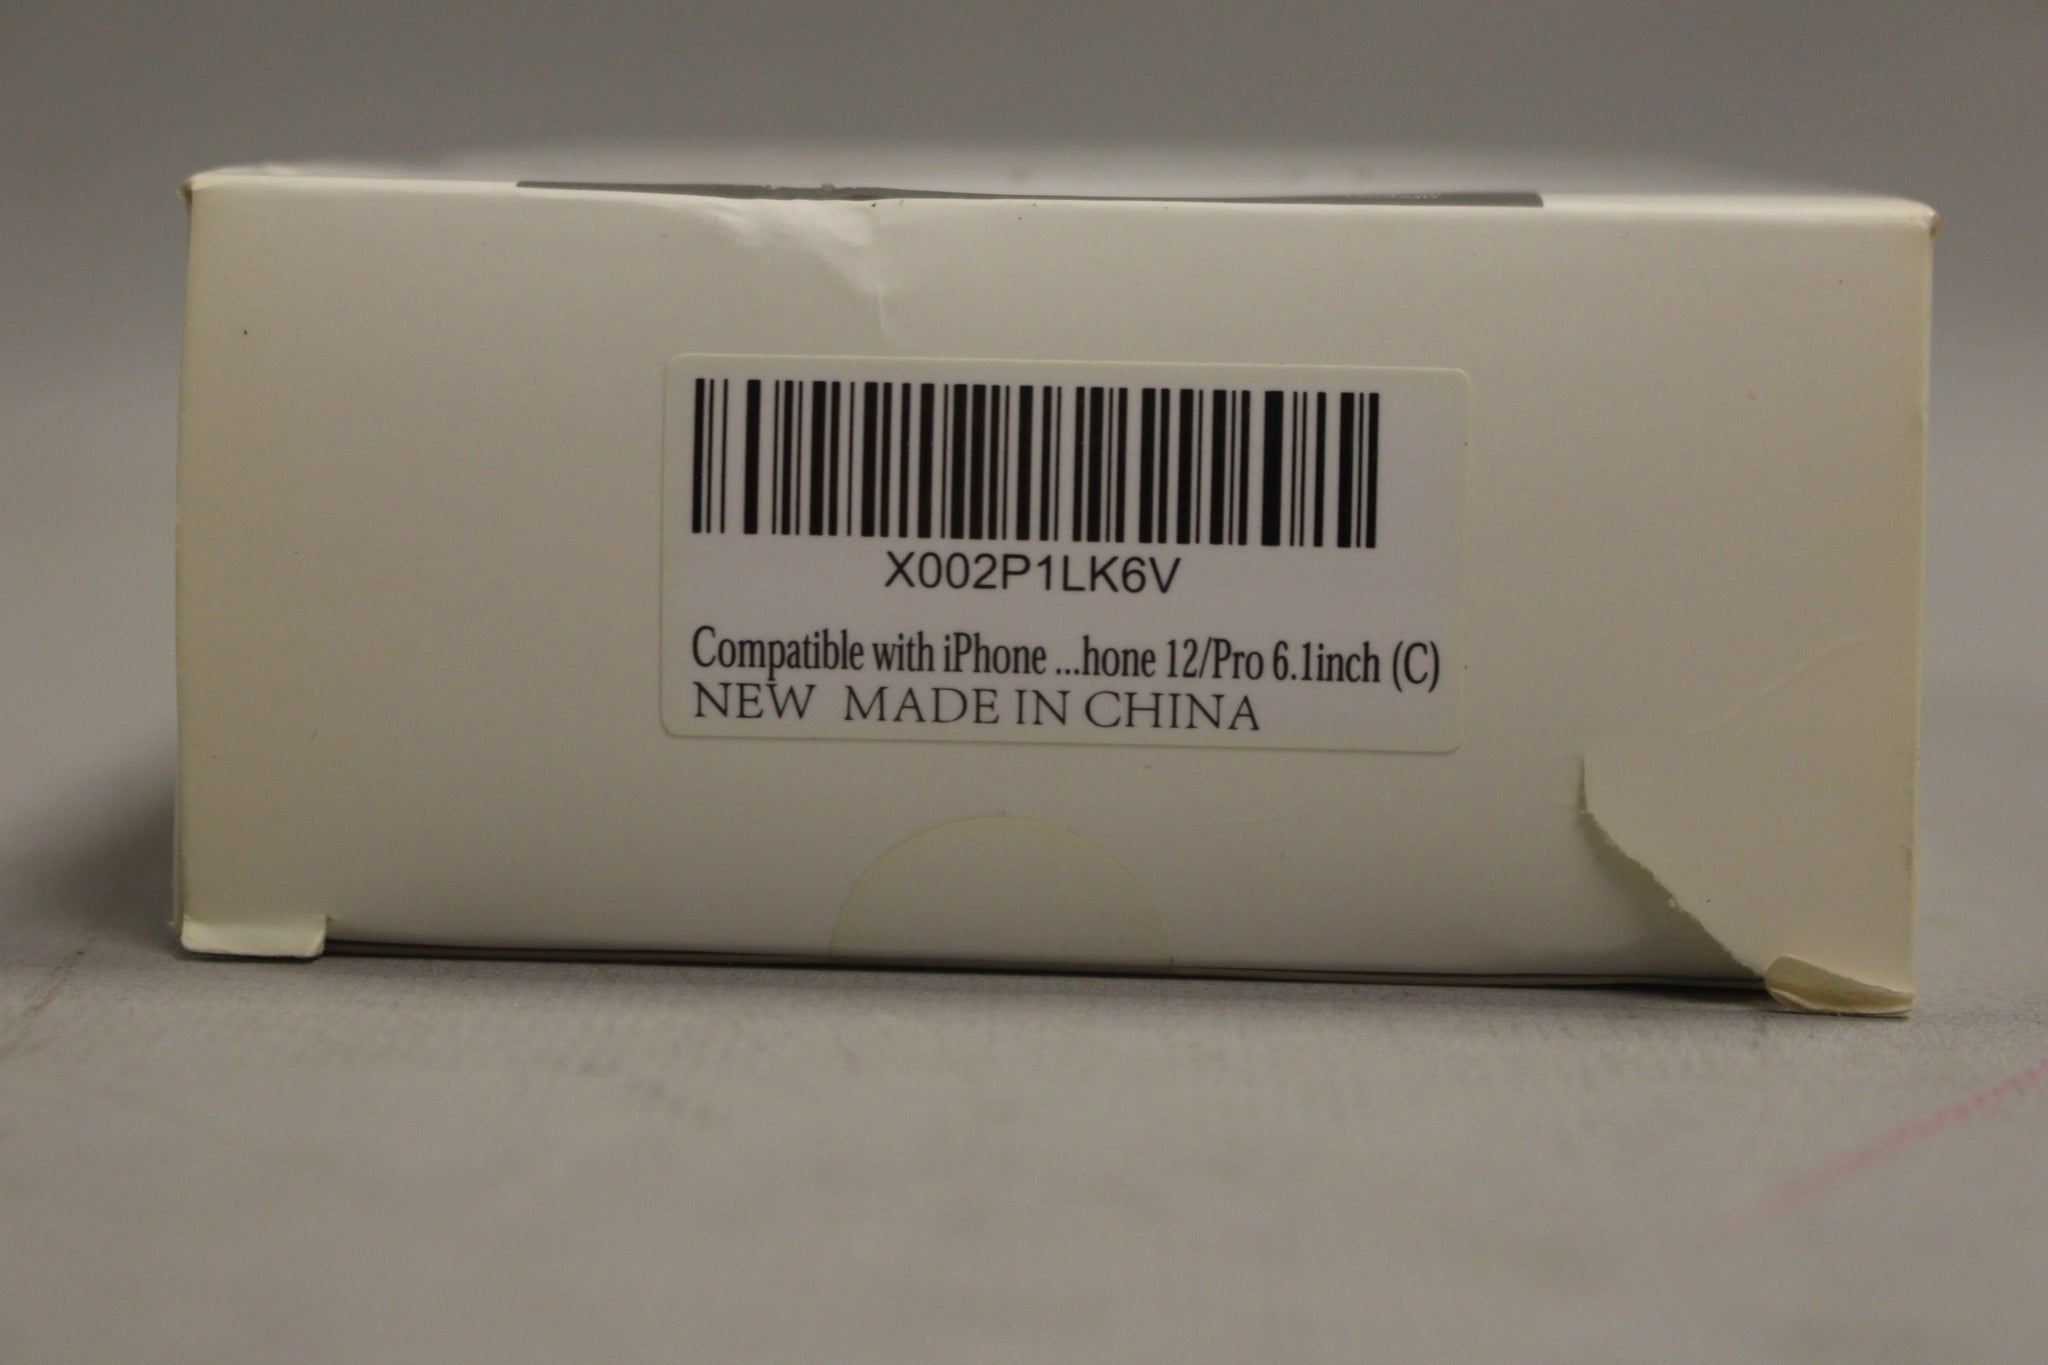 X002P1LK6V
Compatible with iPhone ...hone 12/Pro 6.1inch (C)
NEW MADE IN CHINA